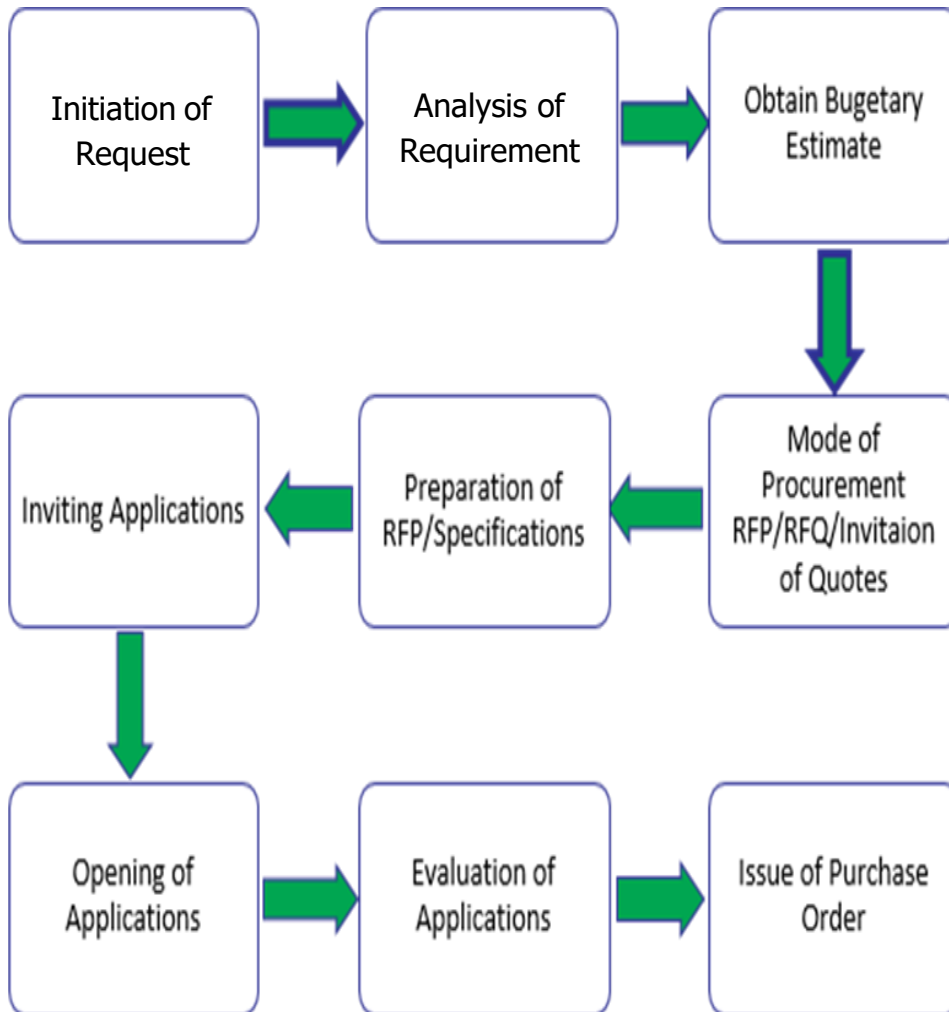 Initiation of
Request
Analysis of
Requirement
Obtain Bugetary
Estimate
Mode of
Procurement
RFP/RFQ/Invitaion
of Quotes
Preparation of
RFP/Specifications
Inviting Applications
Opening of
Applications
Evaluation of
Applications
Issue of Purchase
Order